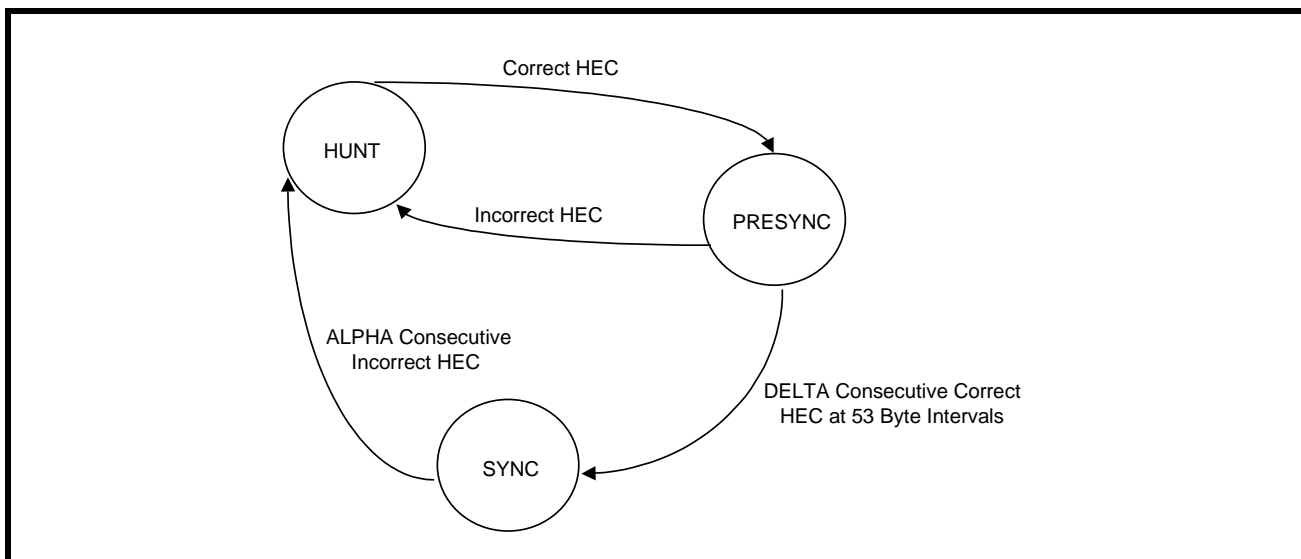 Correct HEC
HUNT
Incorrect HEC
PRESYNC
ALPHA Consecutive
Incorrect HEC
DELTA Consecutive Correct
HEC at 53 Byte Intervals
SYNC